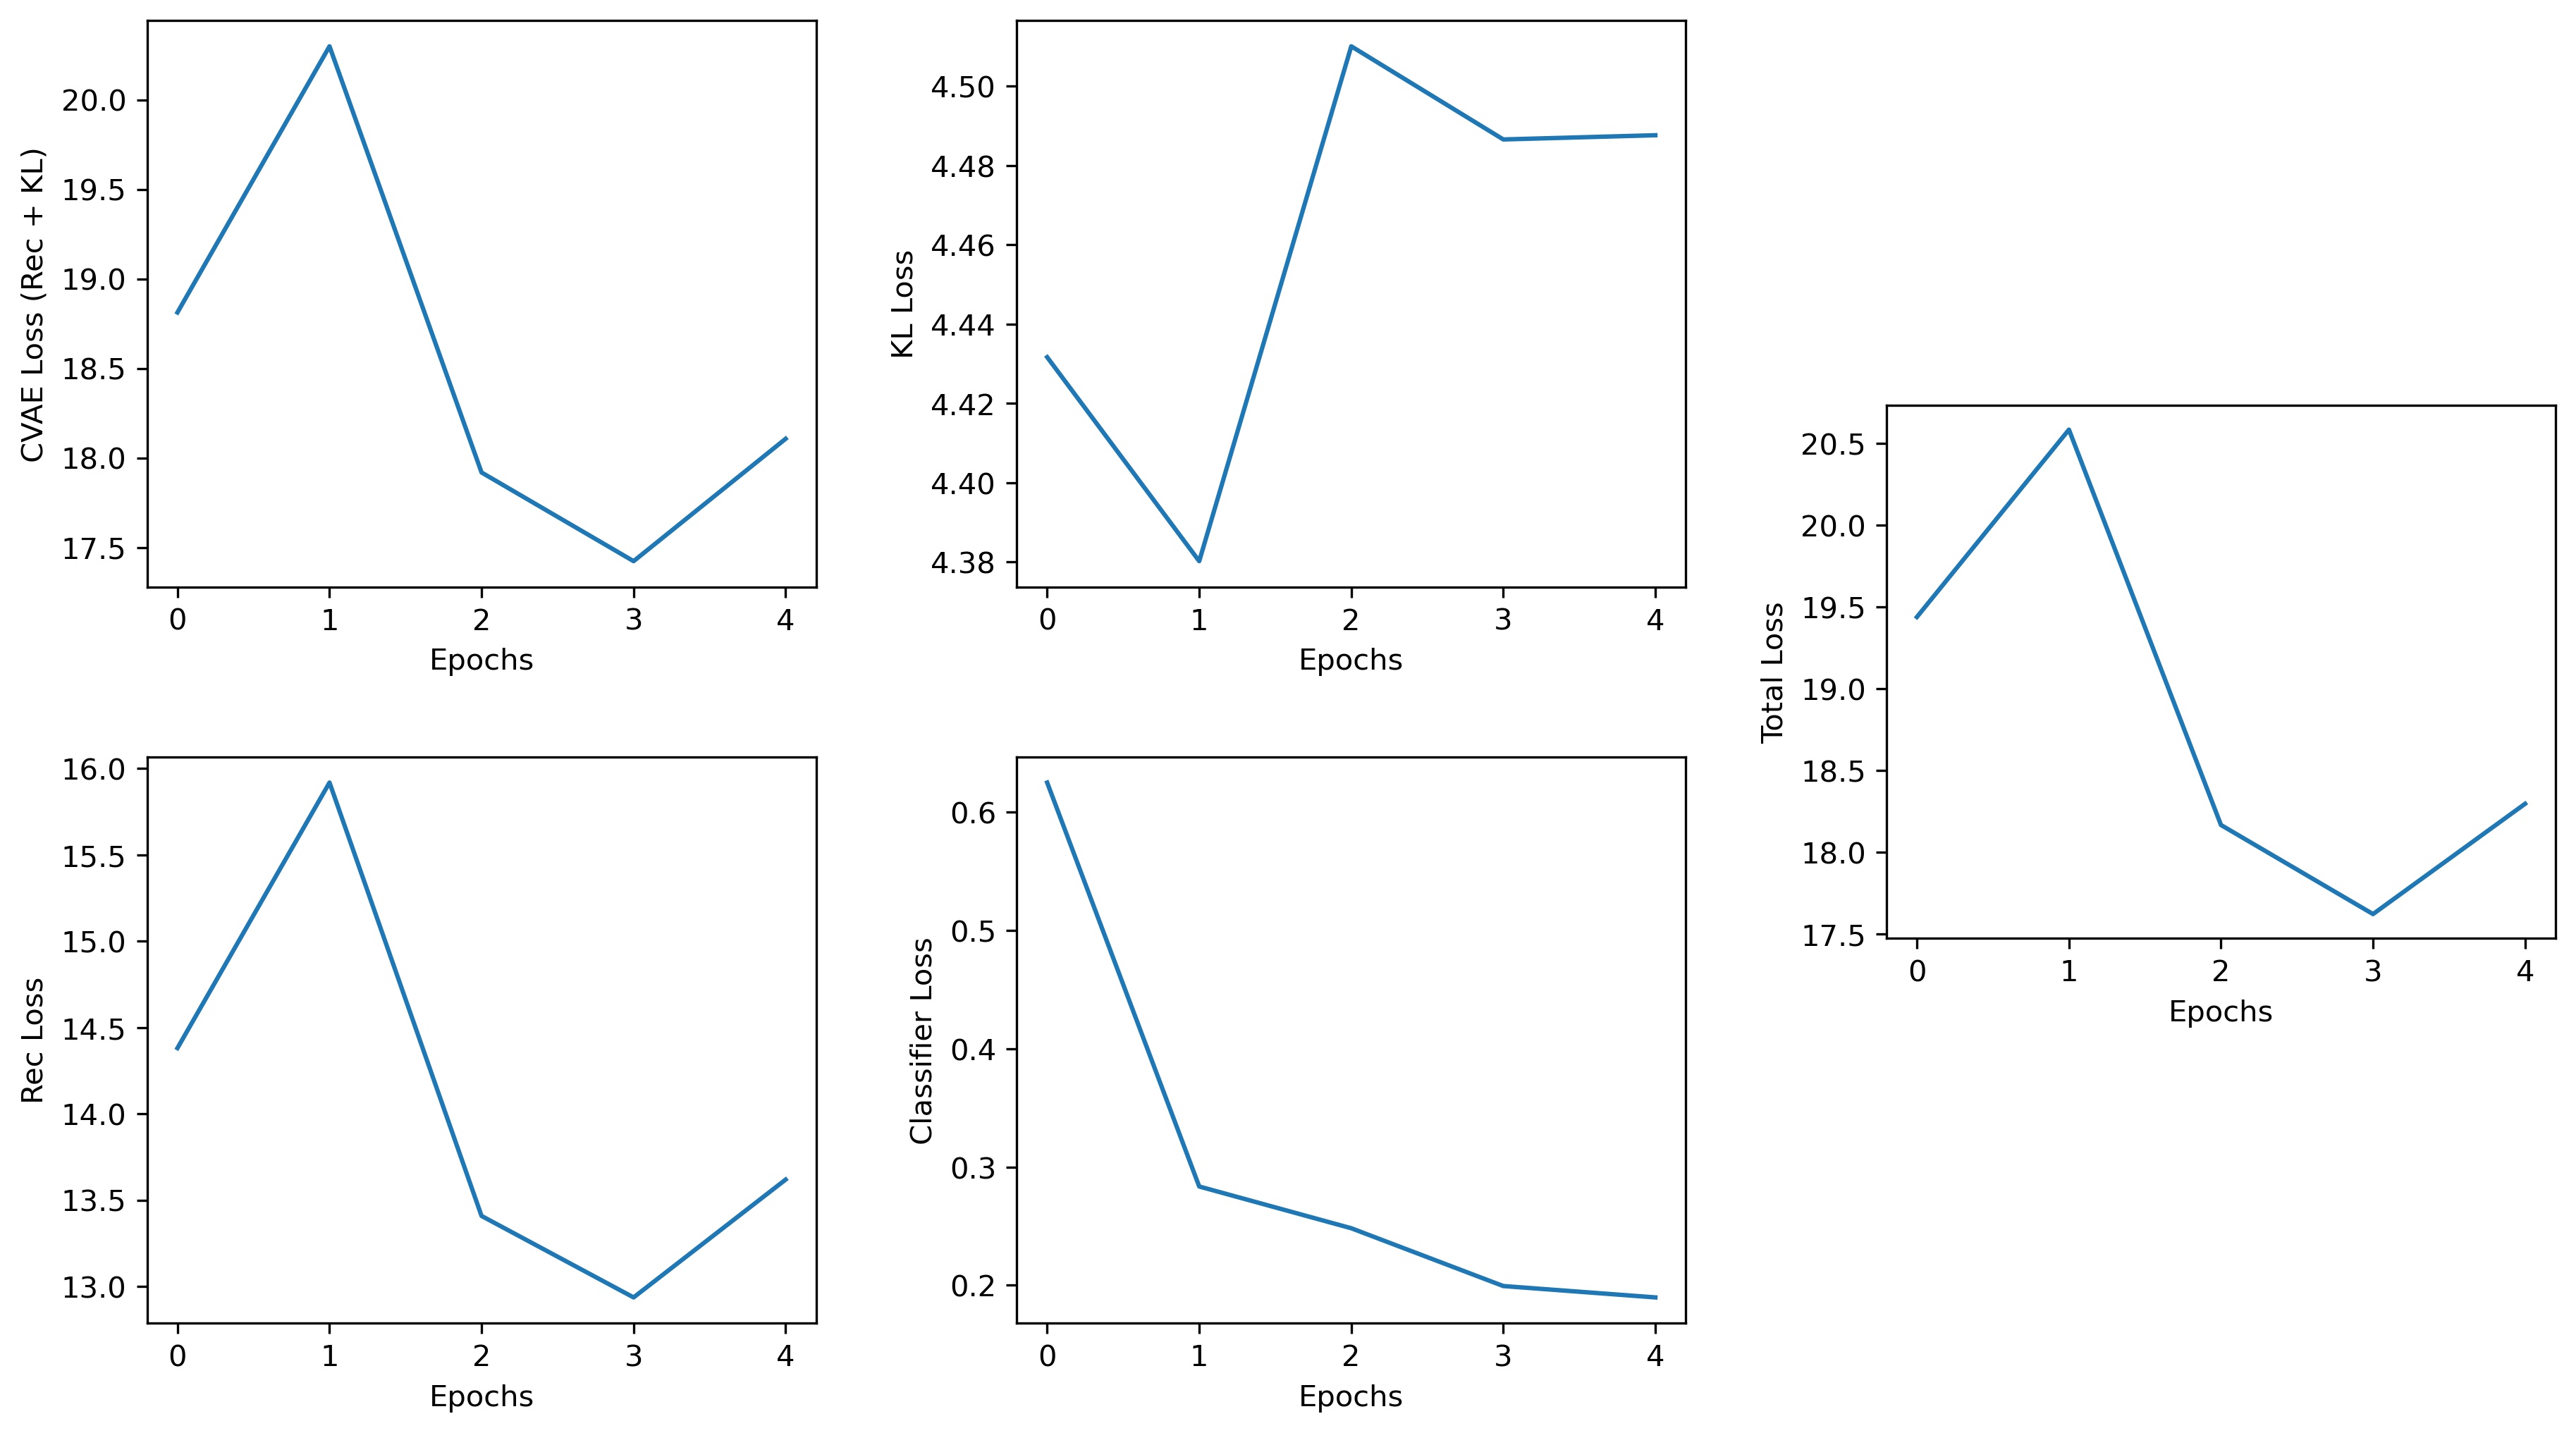 CVAE Loss (Rec + KL)
20.0
19.5
19.0
18.5
18.0
17.5
0 1 2 3 4
Epochs
KL Loss
4.50
4.48
4.46
4.44
4.42
4.40
4.38
0 1 2 3 4
Epochs
Rec Loss
16.0
15.5
15.0
14.5
14.0
13.5
13.0
0 1 2 3 4
Epochs
Classifier Loss
0.6
0.5
0.4
0.3
0.2
0 1 2 3 4
Epochs
Total Loss
20.5
20.0
19.5
19.0
18.5
18.0
17.5
0 1 2 3 4
Epochs